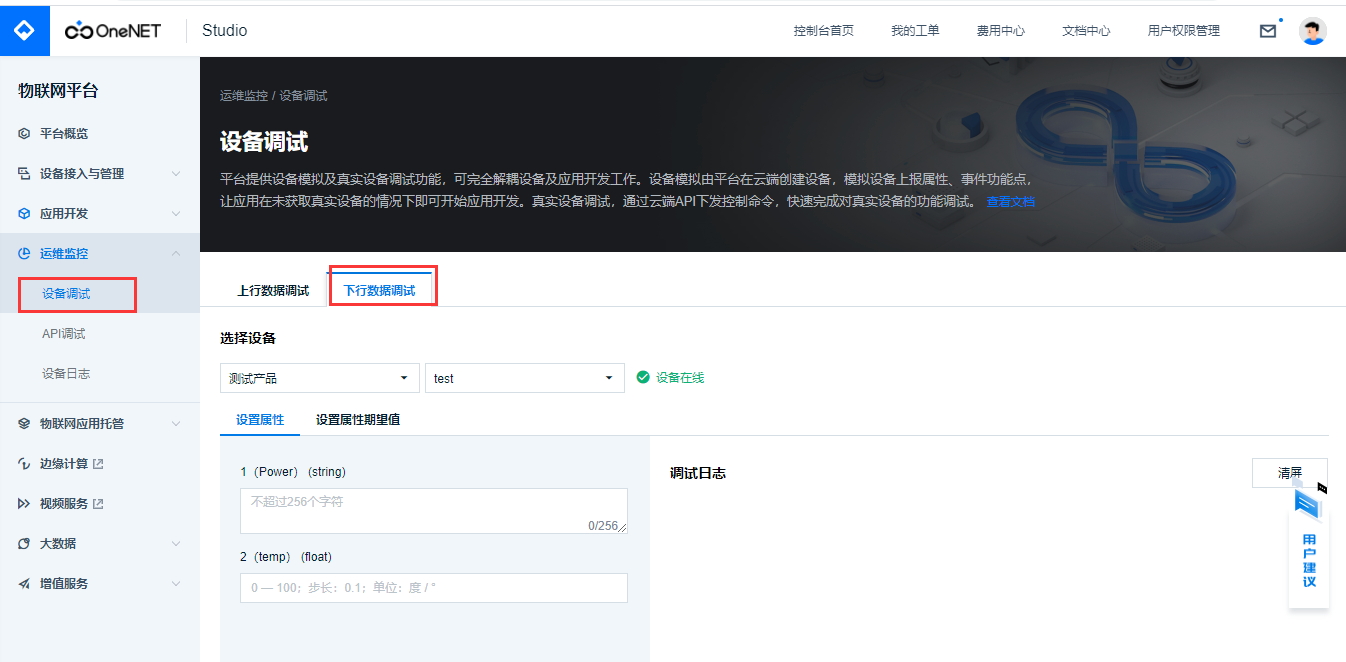 OneNET
Studio
控制台首页
我的工单
费用中心
文档中心
用户权限管理
物联网平台
平台概览
设备接入与管理
应用开发
运维监控
设备调试
API调试
设备日志
物联网应用托管
边缘计算
视频服务
大数据
增值服务
运维监控 / 设备调试
设备调试
平台提供设备模拟及真实设备调试功能，可完全解耦设备及应用开发工作。设备模拟由平台在云端创建设备，模拟设备上报属性、事件功能点，
让应用在未获取真实设备的情况下即可开始应用开发。真实设备调试，通过云端API下发控制命令，快速完成对真实设备的功能调试。 查看文档
上行数据调试
下行数据调试
选择设备
测试产品
test
设备在线
设置属性
设置属性期望值
1（Power）（string）
不超过256个字符
0/256
2（temp）（float）
0 — 100；步长：0.1；单位：度 / °
调试日志
清屏
用户建议